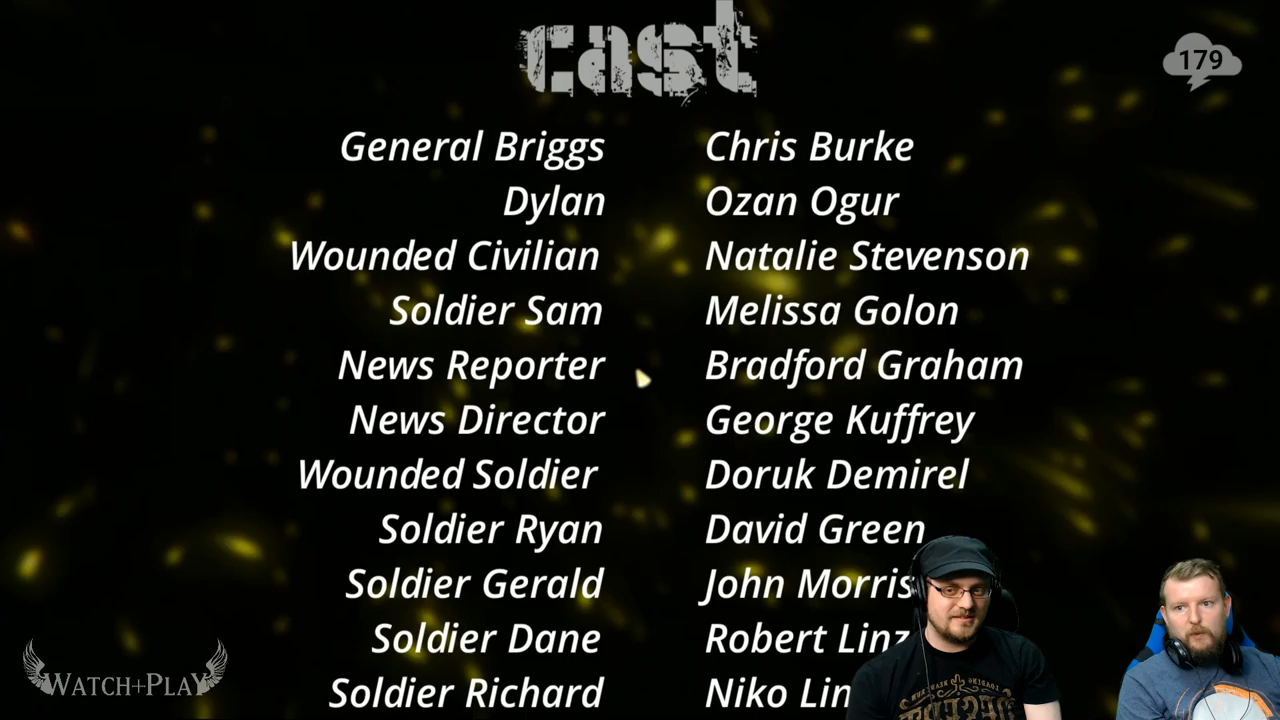 cast
179
General Briggs Chris Burke
Dylan Ozan Ogur
Wounded Civilian Natalie Stevenson
Soldier Sam Melissa Golon
News Reporter Bradford Graham
News Director George Kuffrey
Wounded Soldier Doruk Demirel
Soldier Ryan David Green
Soldier Gerald John Morris
Soldier Dane Robert
Soldier Richard Niko
WATCH+PLAY